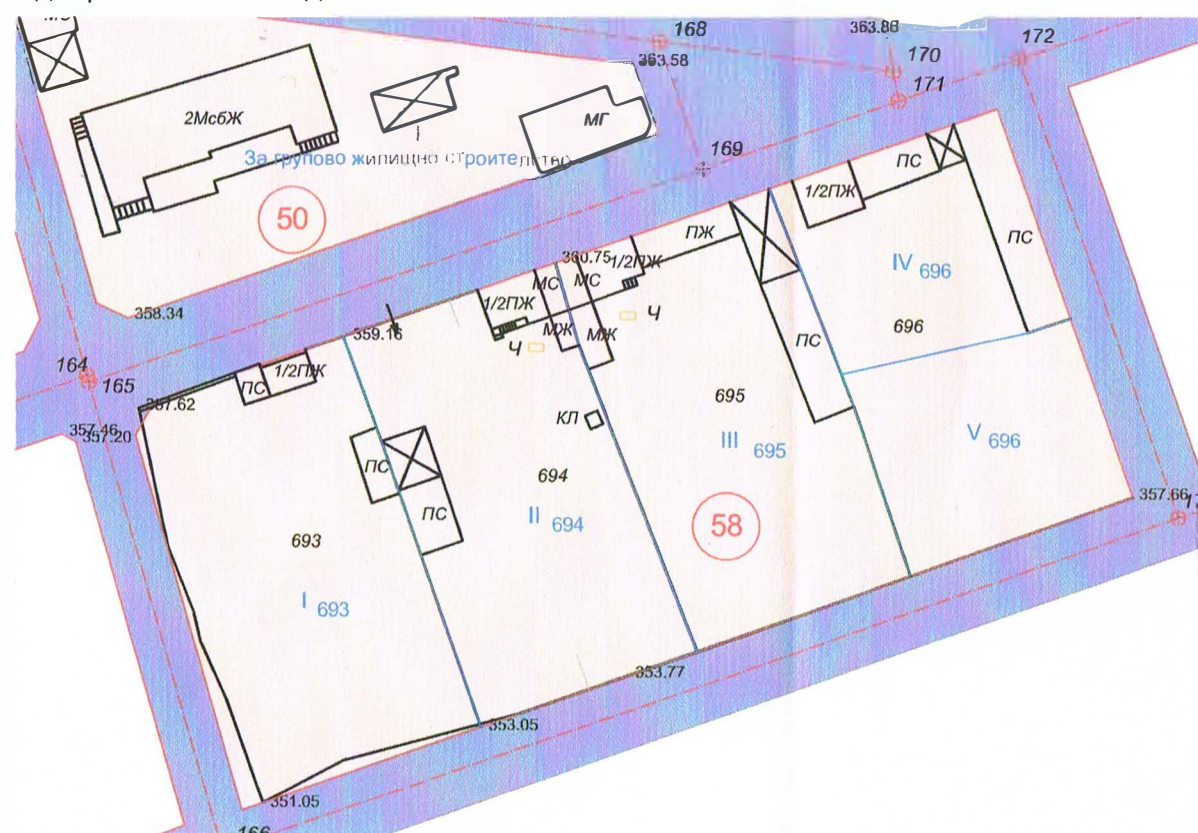 168
363.58
363.86
170
171
172
2МсбЖ
МГ
За групово жилищно строителство
50
169
358.34
360.75
1/2ПЖ
ПЖ
ПС
1/2ПЖ
ПС
IV 696
696
МС
МС
1/2ПЖ
МЖ
МЖ
Ч
Ч
359.16
164
165
357.62
357.46
357.20
ПС
1/2ПЖ
ПС
ПС
КЛ
695
III 695
V 696
694
II 694
ПС
58
357.66
693
I 693
353.77
353.05
351.05
166